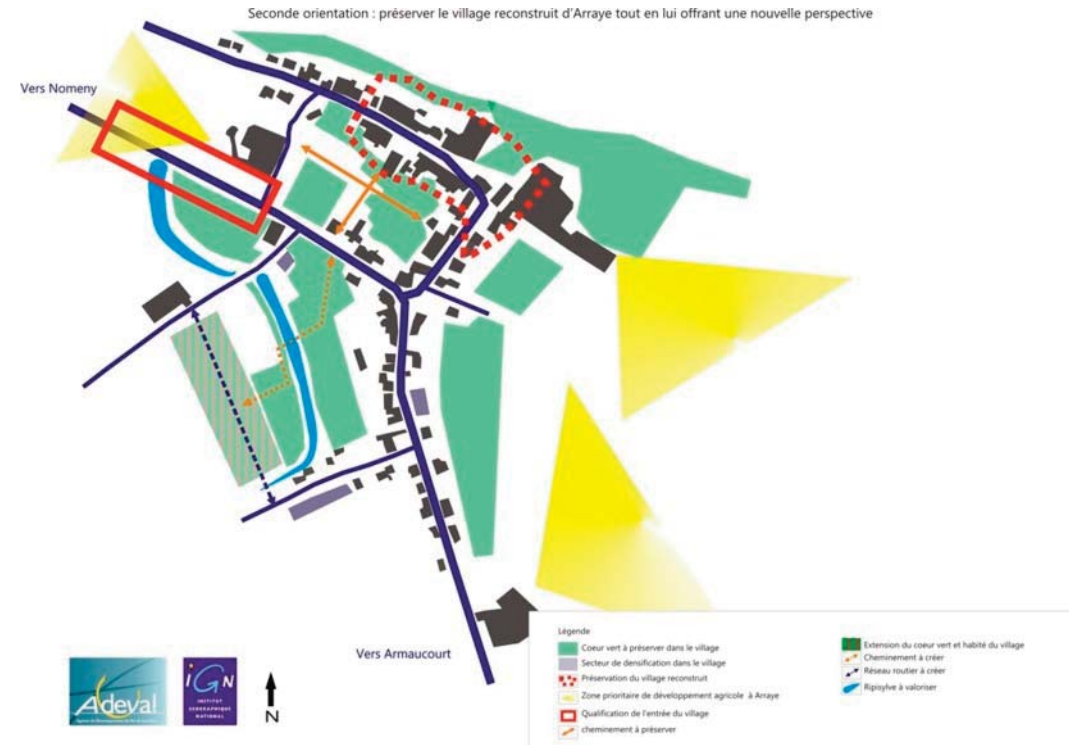 Seconde orientation : préserver le village reconstruit d'Arraye tout en lui offrant une nouvelle perspective
Vers Nomeny
Vers Armaucourt
Adeval
iGN
INSTITUT
GEOGRAPHIQUE
NATIONAL
N
Légende
Coeur vert à préserver dans le village
Secteur de densification dans le village
Préservation du village reconstruit
Zone prioritaire de développement agricole à Arraye
Qualification de l'entrée du village
cheminement à préserver
Extension du coeur vert et habité du village
Cheminement à créer
Réseau routier à créer
Ripisylve à valoriser